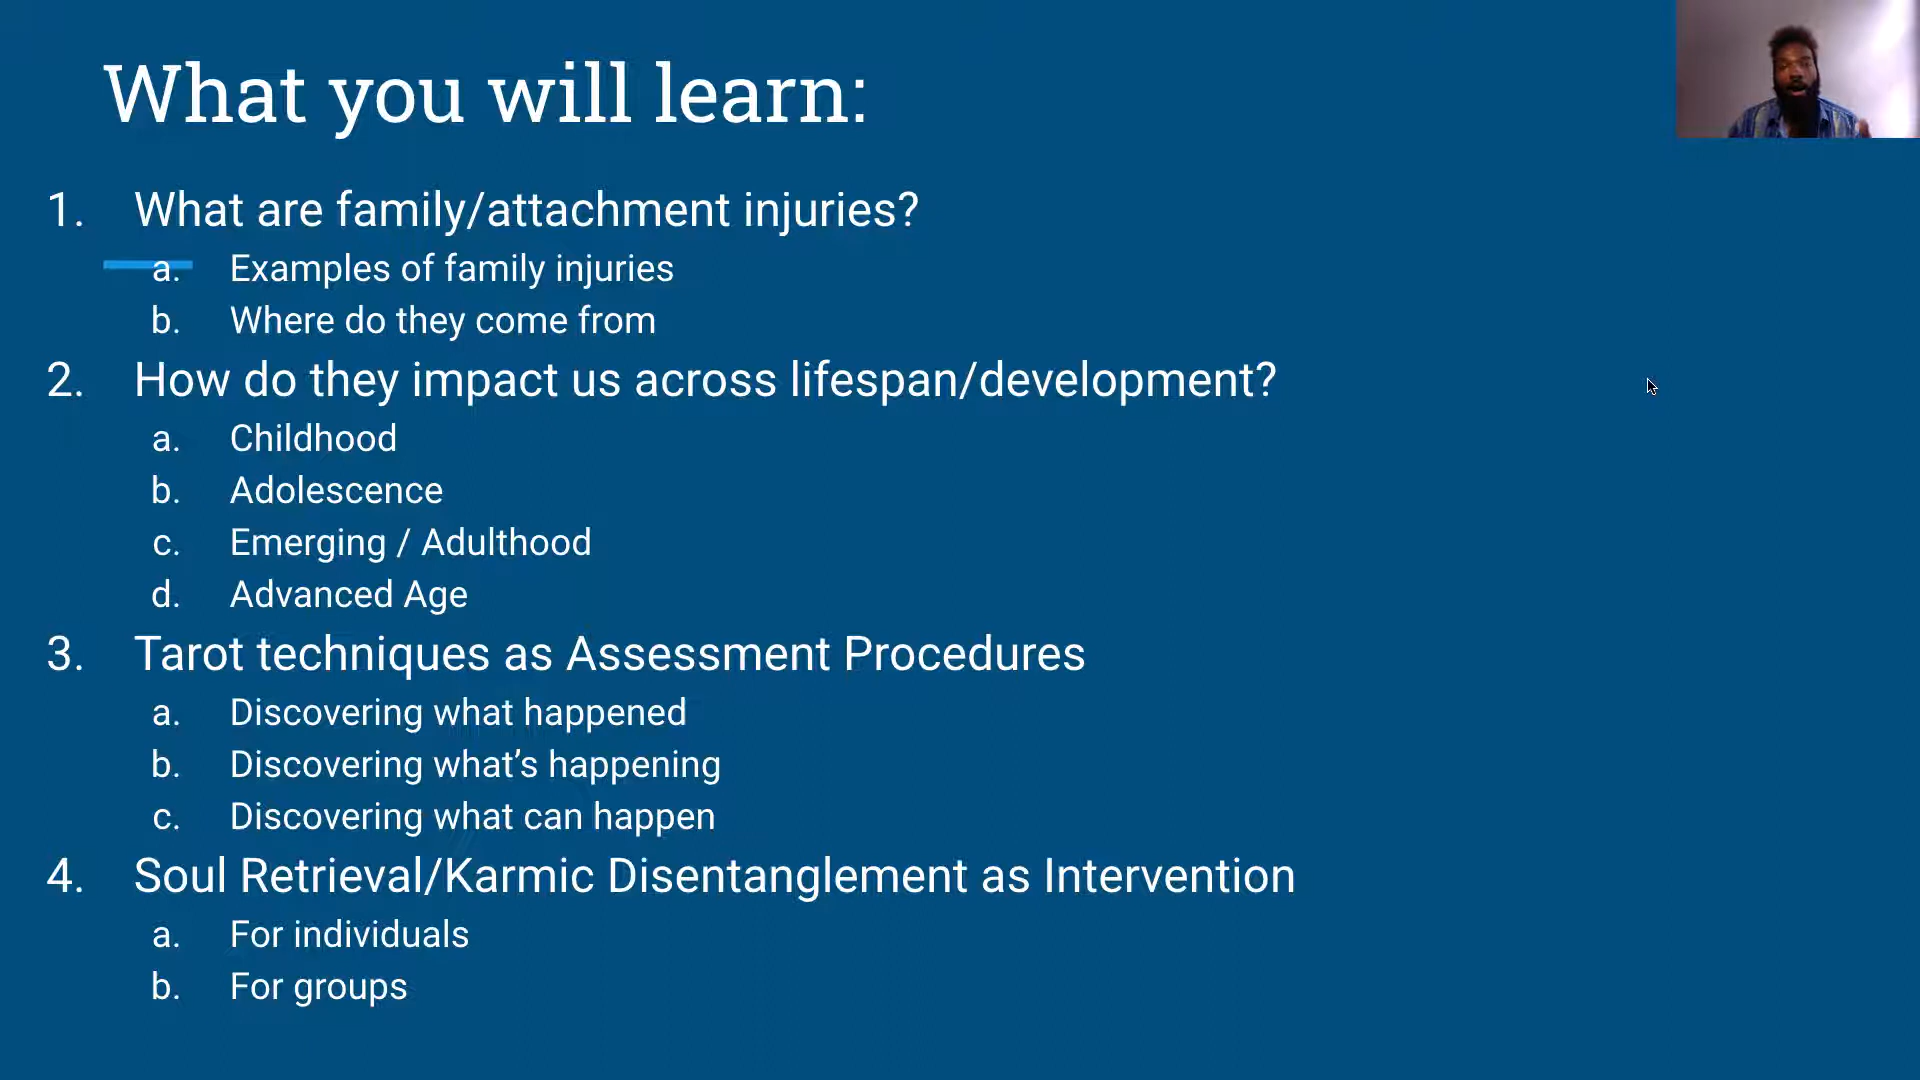 What you will learn:
1. What are family/attachment injuries?
a. Examples of family injuries
b. Where do they come from
2. How do they impact us across lifespan/development?
a. Childhood
b. Adolescence
c. Emerging / Adulthood
d. Advanced Age
3. Tarot techniques as Assessment Procedures
a. Discovering what happened
b. Discovering what’s happening
c. Discovering what can happen
4. Soul Retrieval/Karmic Disentanglement as Intervention
a. For individuals
b. For groups